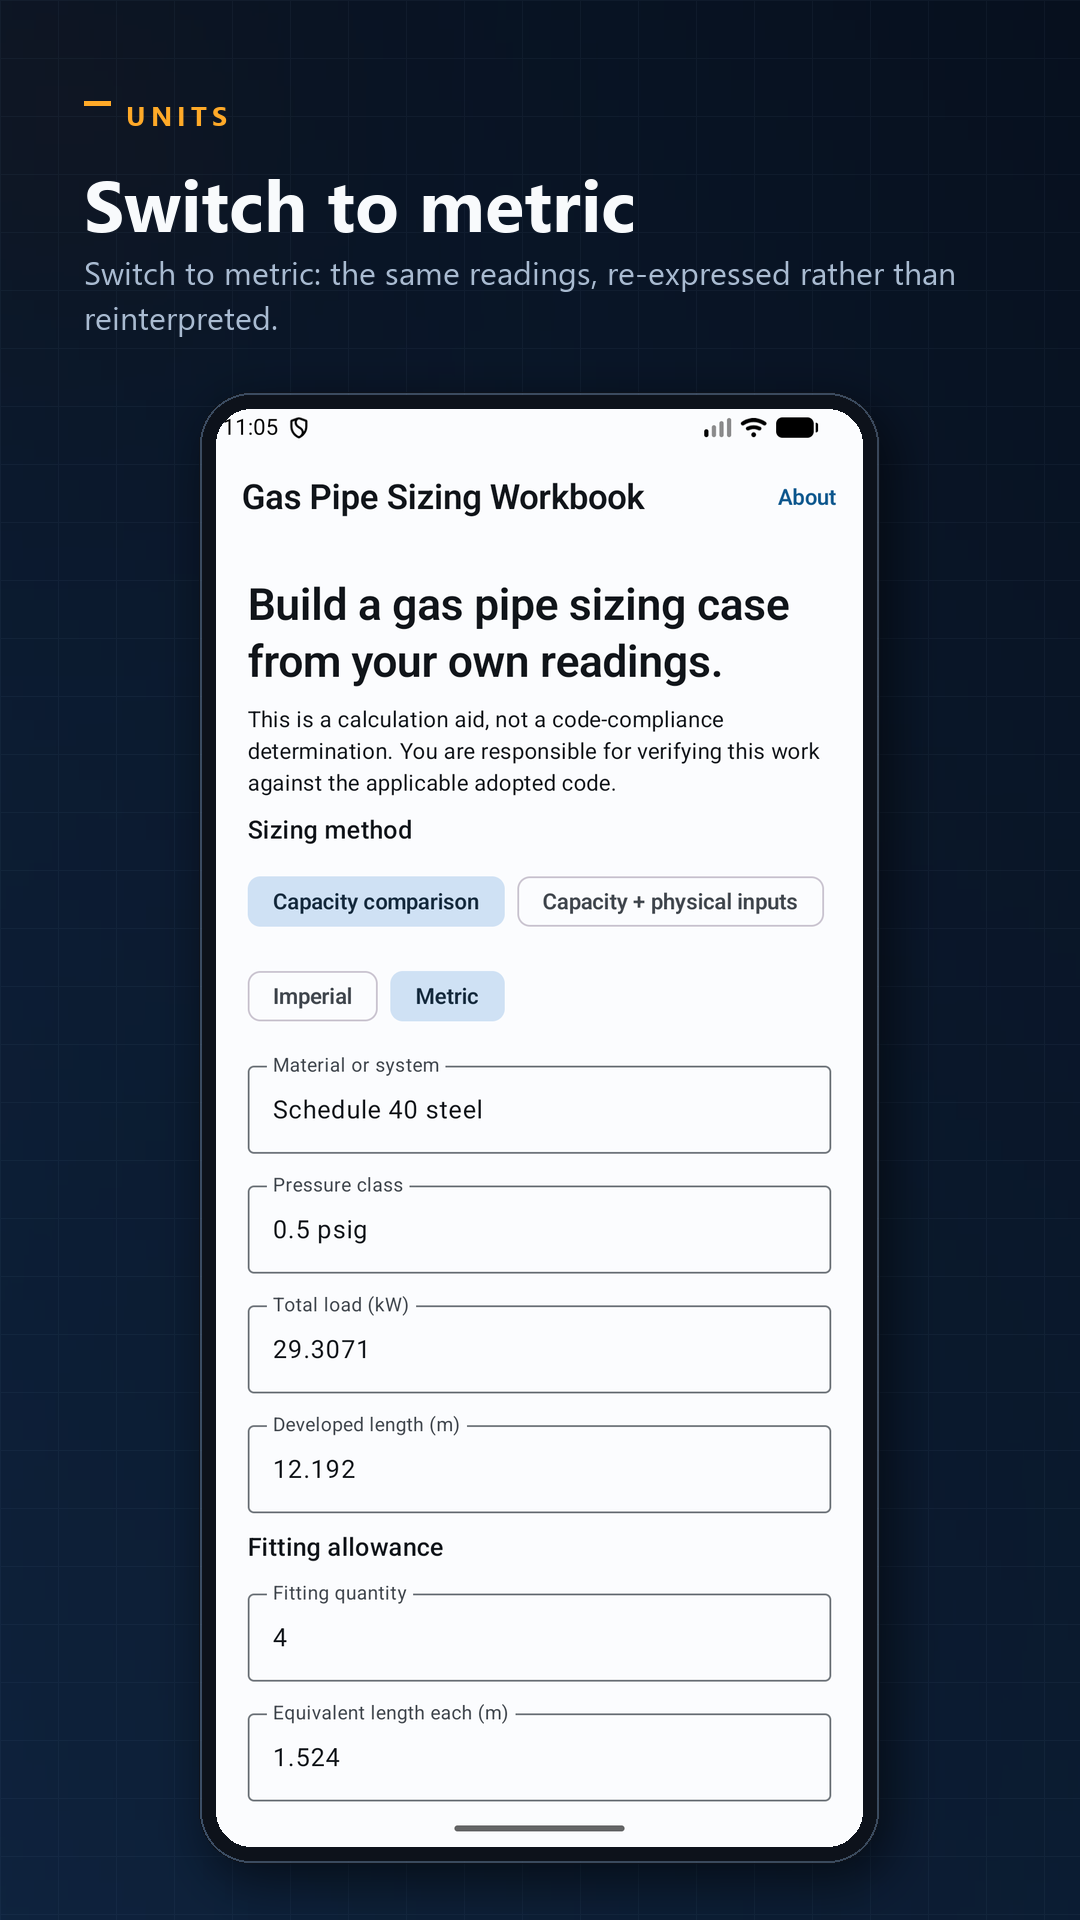 UNITS
Switch to metric
Switch to metric: the same readings, re-expressed rather than
reinterpreted.
11:05
Gas Pipe Sizing Workbook
About
Build a gas pipe sizing case
from your own readings.
This is a calculation aid, not a code-compliance
determination. You are responsible for verifying this work
against the applicable adopted code.
Sizing method
Capacity comparison
Capacity + physical inputs
Imperial
Metric
Material or system
Schedule 40 steel
Pressure class
0.5 psig
Total load (kW)
29.3071
Developed length (m)
12.192
Fitting allowance
Fitting quantity
4
Equivalent length each (m)
1.524